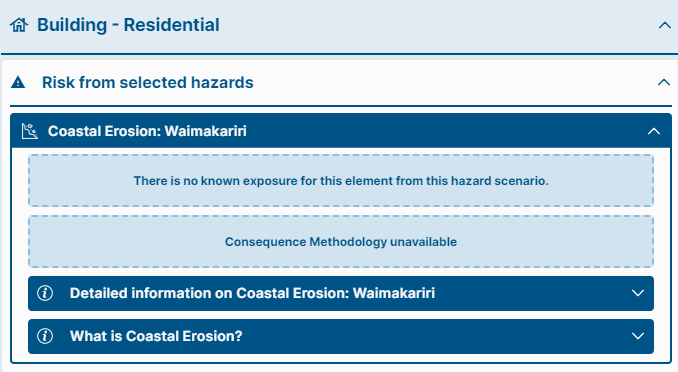 Building - Residential
Risk from selected hazards
Coastal Erosion: Waimakariri
There is no known exposure for this element from this hazard scenario.
Consequence Methodology unavailable
Detailed information on Coastal Erosion: Waimakariri
What is Coastal Erosion?